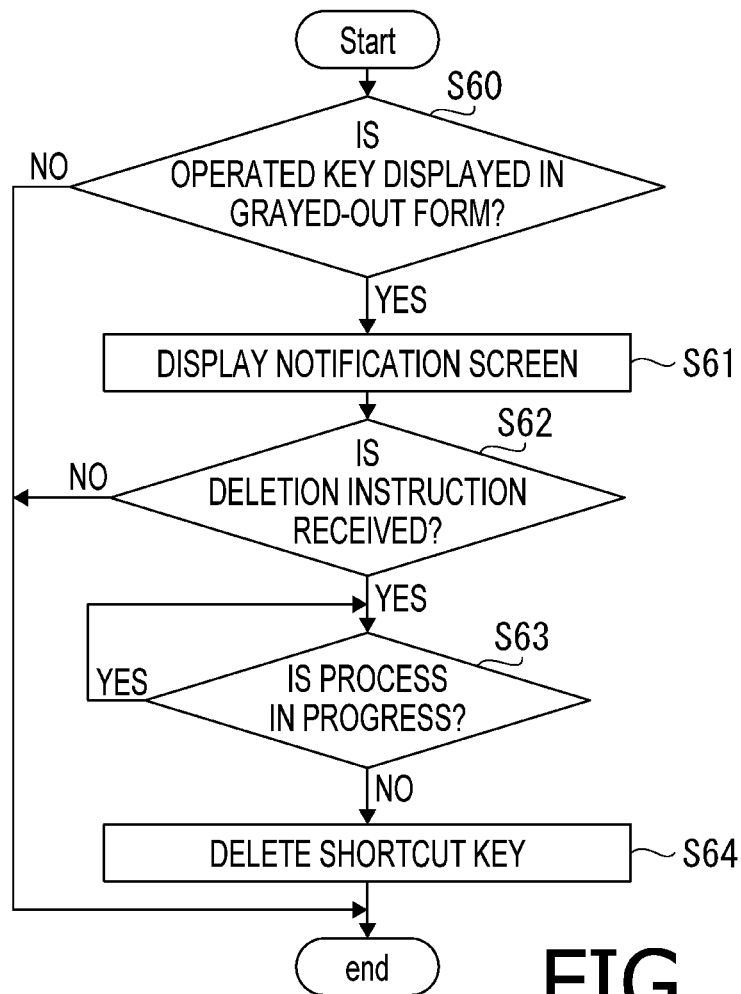 Start
S60
IS
OPERATED KEY DISPLAYED IN
GRAYED-OUT FORM?
NO
YES
DISPLAY NOTIFICATION SCREEN
S61
S62
IS
DELETION INSTRUCTION
RECEIVED?
NO
YES
S63
IS PROCESS
IN PROGRESS?
YES
NO
DELETE SHORTCUT KEY
S64
end
FIG